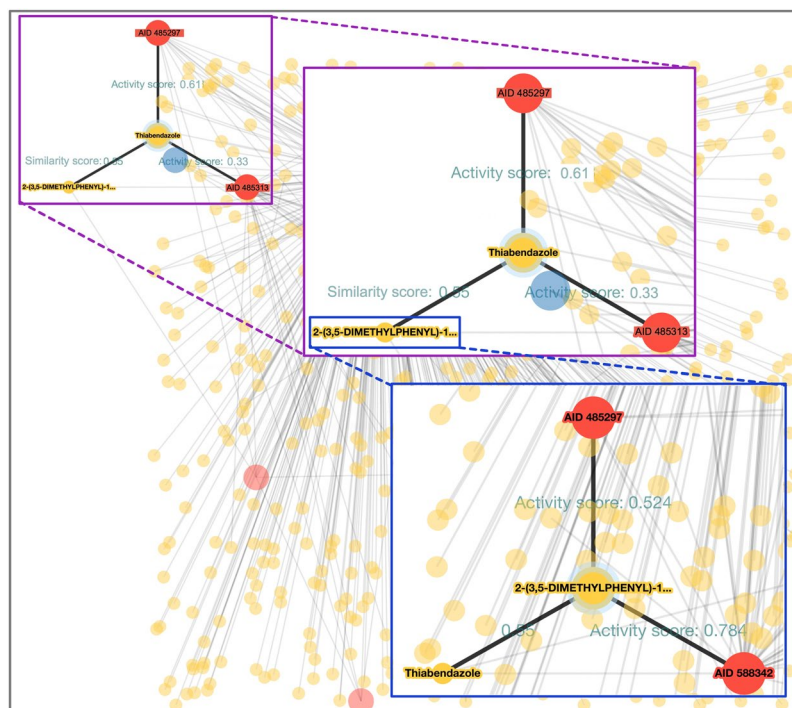 AID 485297
Activity score: 0.61
Thiabendazole
Similarity score: 0.55
Activity score: 0.33
2-(3,5-DIMETHYLPHENYL)-1...
AID 485313
AID 485297
Activity score: 0.61
Thiabendazole
Similarity score: 0.55
Activity score: 0.33
2-(3,5-DIMETHYLPHENYL)-1...
AID 485313
AID 485297
Activity score: 0.524
2-(3,5-DIMETHYLPHENYL)-1...
0.55
Activity score: 0.784
Thiabendazole
AID 588342